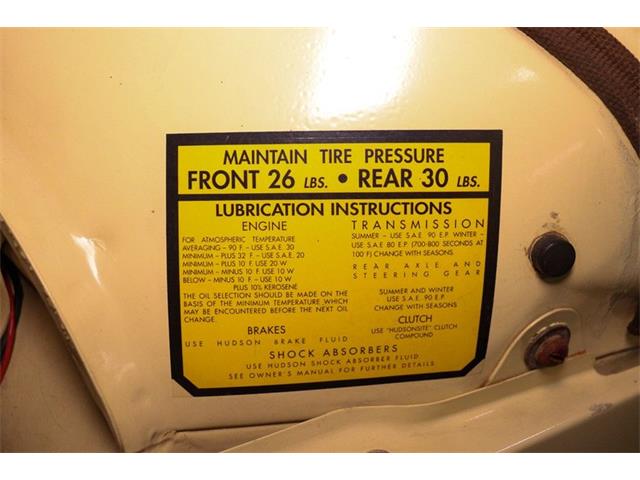 MAINTAIN TIRE PRESSURE
FRONT 26 LBS. • REAR 30 LBS.
LUBRICATION INSTRUCTIONS
ENGINE
FOR ATMOSPHERIC TEMPERATURE
AVERAGING – 90 F. – USE S.A.E. 30
MINIMUM – PLUS 32 F. – USE S.A.E. 20
MINIMUM – PLUS 10 F. USE 20 W
MINIMUM – MINUS 10 F. USE 10 W
BELOW – MINUS 10 F. – USE 10 W
PLUS 10% KEROSENE
THE OIL SELECTION SHOULD BE MADE ON THE
BASIS OF THE MINIMUM TEMPERATURE WHICH
MAY BE ENCOUNTERED BEFORE THE NEXT OIL
CHANGE.
BRAKES
USE HUDSON BRAKE FLUID
TRANSMISSION
SUMMER – USE S.A.E. 90 E.P. WINTER –
USE S.A.E 80 E.P. (700-800 SECONDS AT
100 F.) CHANGE WITH SEASONS.
REAR AXLE AND
STEERING GEAR
SUMMER AND WINTER
USE S.A.E. 90 E.P.
CHANGE WITH SEASONS
CLUTCH
USE "HUDSONSITE" CLUTCH
COMPOUND
SHOCK ABSORBERS
USE HUDSON SHOCK ABSORBER FLUID
SEE OWNER'S MANUAL FOR FURTHER DETAILS